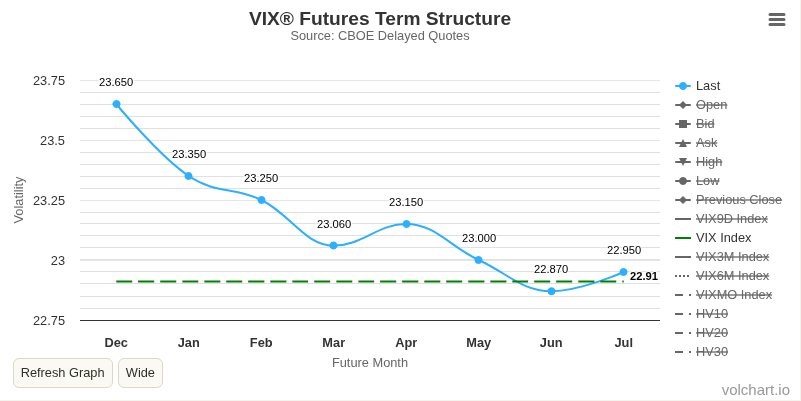 VIX® Futures Term Structure
Source: CBOE Delayed Quotes
Volatility
23.75
23.5
23.25
23
22.75
23.650
23.350
23.250
23.060
23.150
23.000
22.870
22.950
22.91
Dec Jan Feb Mar Apr May Jun Jul
Future Month
Last
Open
Bid
Ask
High
Low
Previous Close
VIX9D Index
VIX Index
VIX3M Index
VIX6M Index
VIXMO Index
HV10
HV20
HV30
Refresh Graph Wide
volchart.io